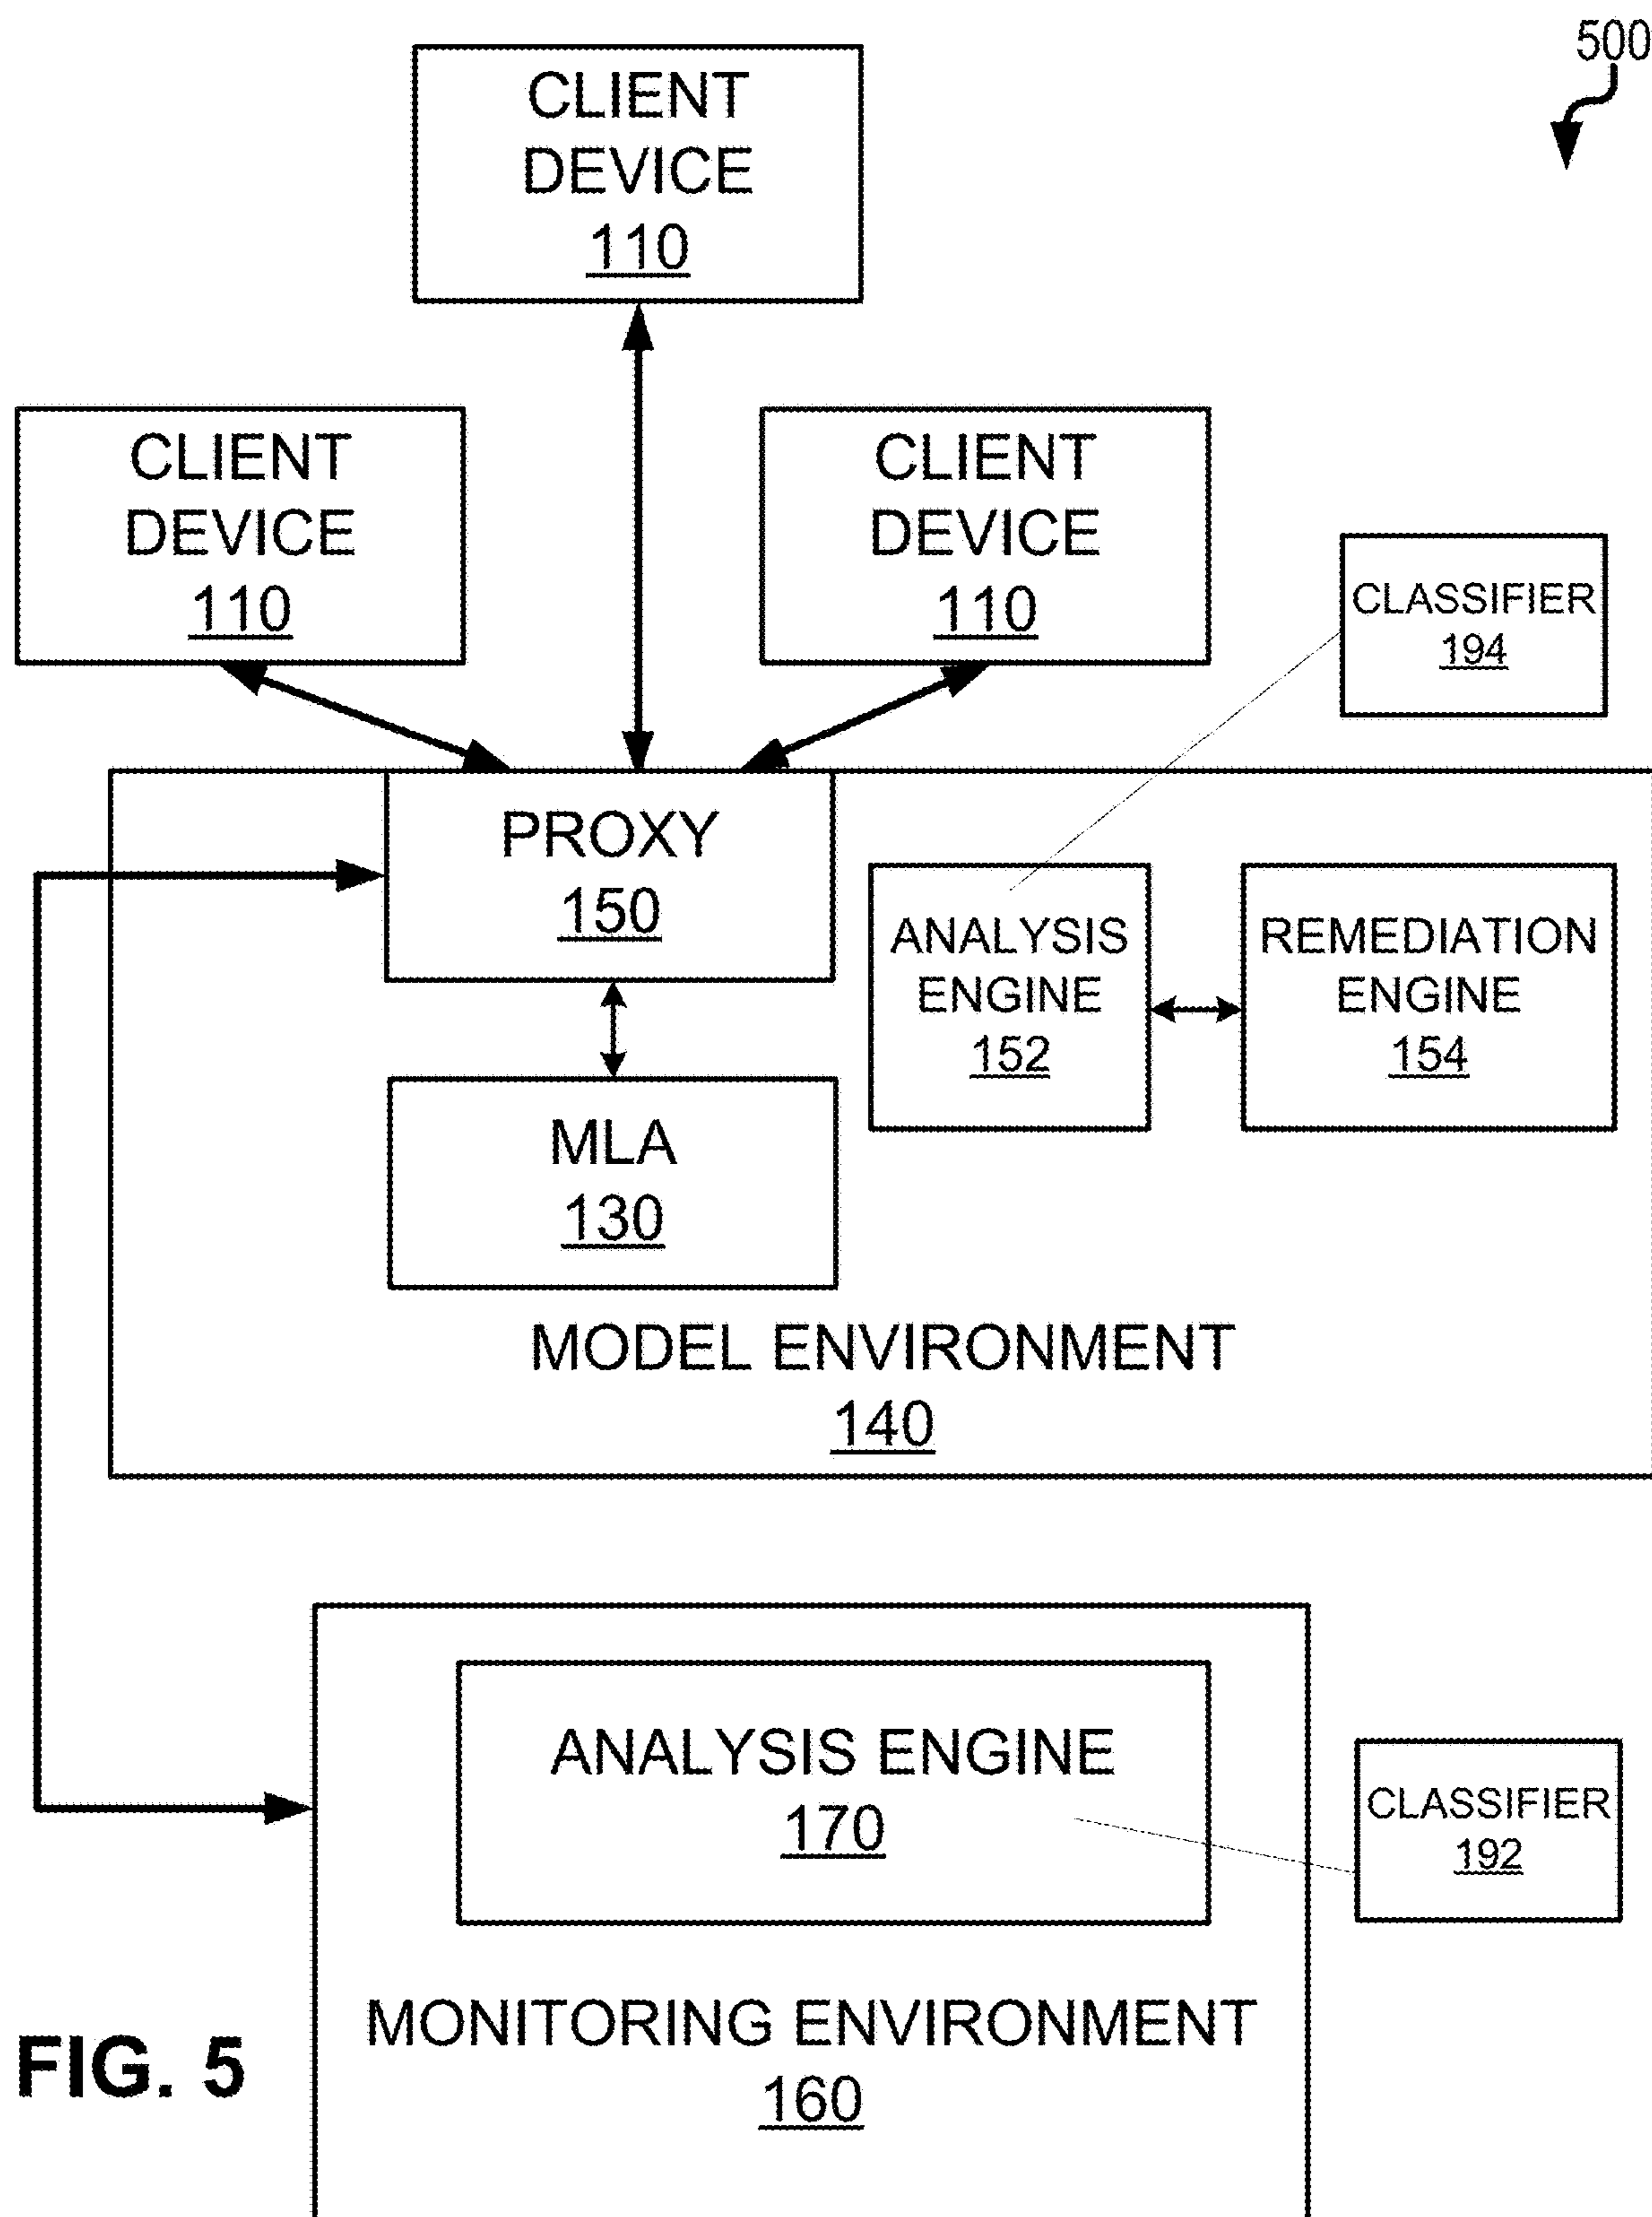 500
CLIENT
DEVICE
110
CLIENT
DEVICE
110
CLIENT
DEVICE
110
CLASSIFIER
194
PROXY
150
ANALYSIS
ENGINE
152
REMEDIATION
ENGINE
154
MLA
130
MODEL ENVIRONMENT
140
ANALYSIS ENGINE
170
CLASSIFIER
192
MONITORING ENVIRONMENT
160
FIG. 5